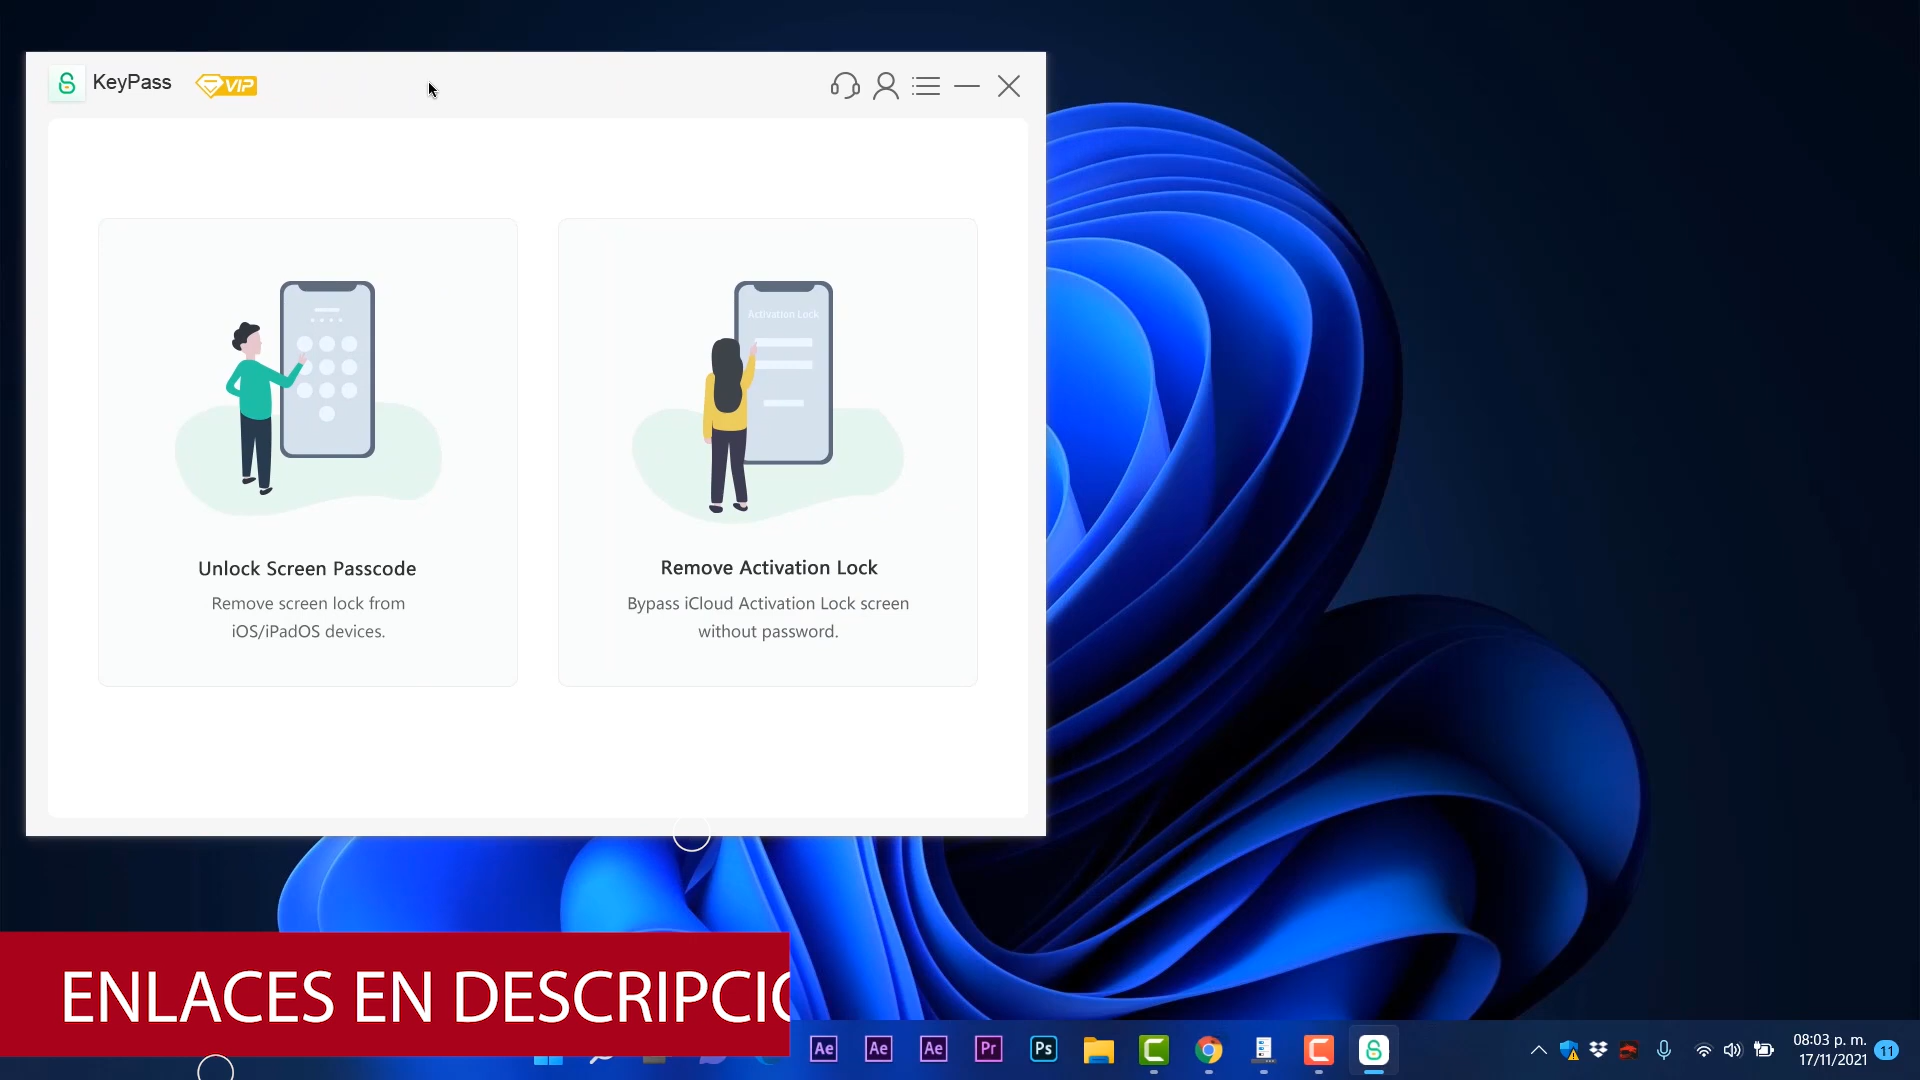 KeyPass
VIP
Activation Lock
Unlock Screen Passcode
Remove screen lock from
iOS/iPadOS devices.
Remove Activation Lock
Bypass iCloud Activation Lock screen
without password.
ENLACES EN DESCRIPCIO
Ae
Ae
Ae
Pr
Ps
08:03 p. m.
17/11/2021
11